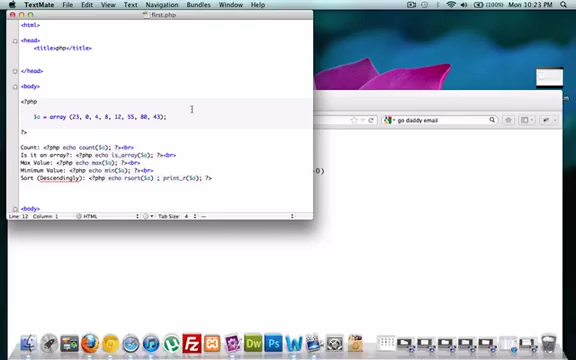 TextMate File Edit View Text Navigation Bundles Window Help Mon 10:23 PM
first.php
<html>
<head>
<title>php</title>
</head>
<body>
<?php
$a = array (23, 0, 4, 8, 12, 55, 80, 43);
?>
Count: <?php echo count($a); ?><br>
Is it an array?: <?php echo is_array($a); ?><br>
Max Value: <?php echo max($a); ?><br>
Minimum Value: <?php echo min($a); ?><br>
Sort (Descendingly): <?php echo rsort($a) ; print_r($a); ?>
<body>
Line: 12 Column: 1 HTML Tab Size: 4 —
go daddy email
0)